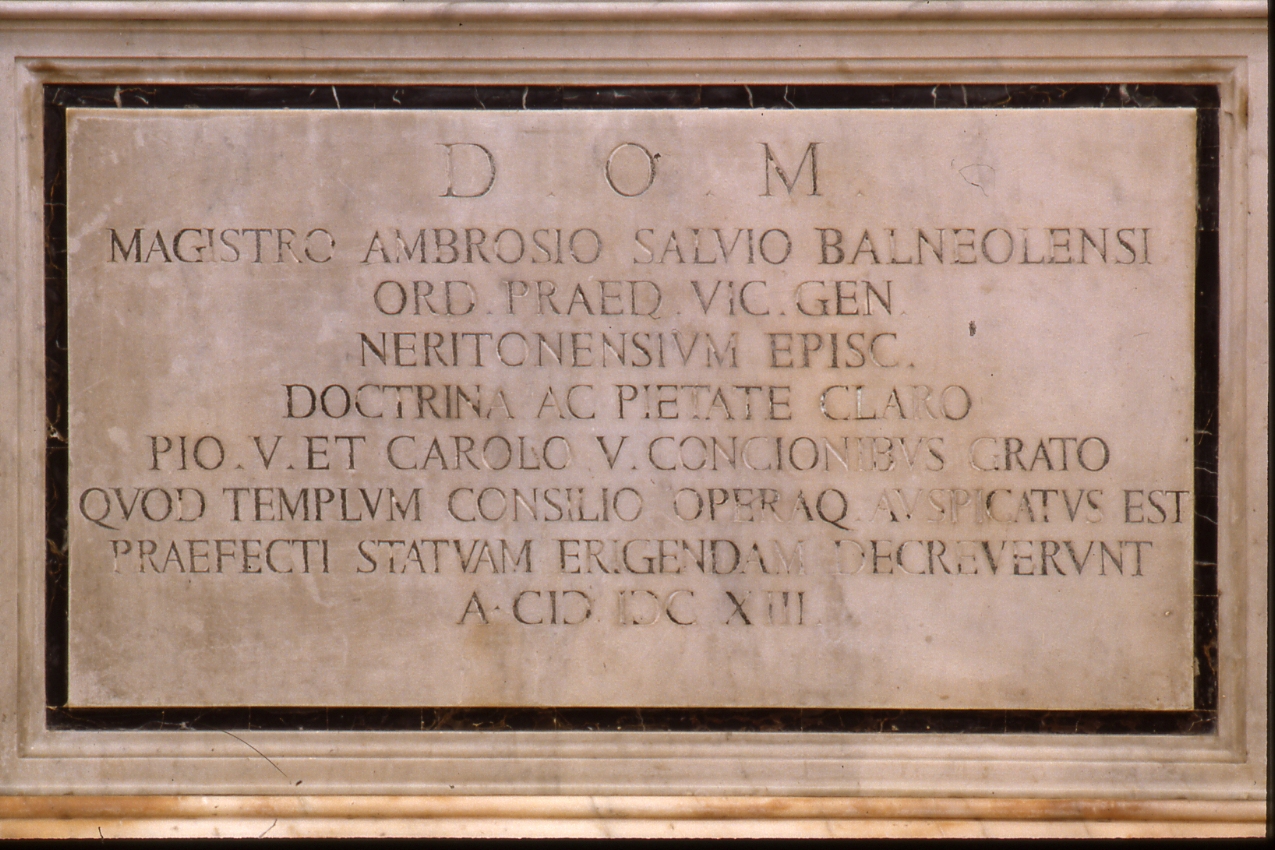 D . O . M .
MAGISTRO AMBROSIO SALVIO BALNEOLENSI
ORD . PRAED . VIC . GEN .
NERITONENSIVM EPISC .
DOCTRINA AC PIETATE CLARO
PIO . V . ET CAROLO V . CONCIONIBVS GRATO
QVOD TEMPLVM CONSILIO OPERAQ . AVSPICATVS EST
PRAEFECTI STATVAM ERIGENDAM DECREVERVNT
A · CIↃ . IↃC XIIII .